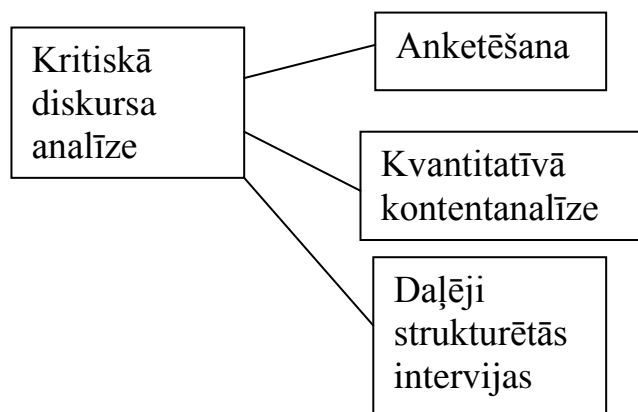 Kritiskā
diskursa
analīze
Anketēšana
Kvantitatīvā
kontentanalīze
Daļēji
strukturētās
intervijas